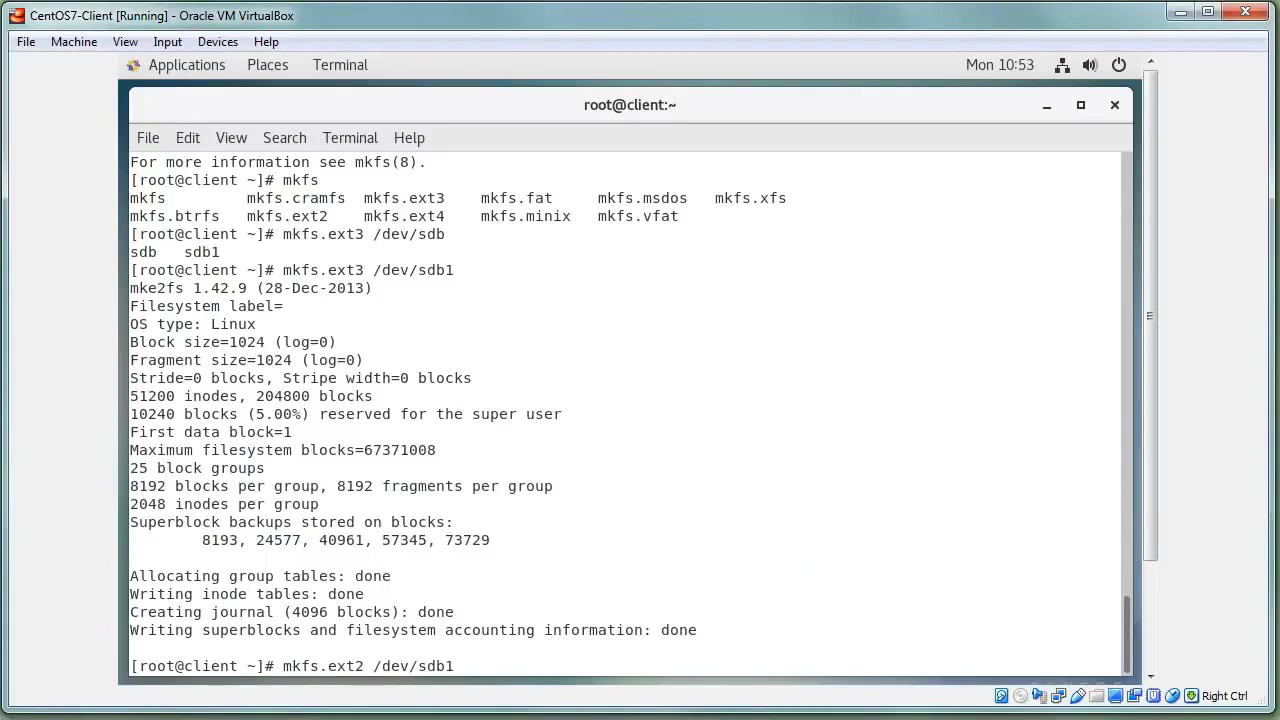 CentOS7-Client [Running] - Oracle VM VirtualBox
File Machine View Input Devices Help
Applications Places Terminal Mon 10:53
root@client:~
File Edit View Search Terminal Help
For more information see mkfs(8).
[root@client ~]# mkfs
mkfs mkfs.cramfs mkfs.ext3 mkfs.fat mkfs.msdos mkfs.xfs
mkfs.btrfs mkfs.ext2 mkfs.ext4 mkfs.minix mkfs.vfat
[root@client ~]# mkfs.ext3 /dev/sdb
sdb sdb1
[root@client ~]# mkfs.ext3 /dev/sdb1
mke2fs 1.42.9 (28-Dec-2013)
Filesystem label=
OS type: Linux
Block size=1024 (log=0)
Fragment size=1024 (log=0)
Stride=0 blocks, Stripe width=0 blocks
51200 inodes, 204800 blocks
10240 blocks (5.00%) reserved for the super user
First data block=1
Maximum filesystem blocks=67371008
25 block groups
8192 blocks per group, 8192 fragments per group
2048 inodes per group
Superblock backups stored on blocks:
8193, 24577, 40961, 57345, 73729
Allocating group tables: done
Writing inode tables: done
Creating journal (4096 blocks): done
Writing superblocks and filesystem accounting information: done
[root@client ~]# mkfs.ext2 /dev/sdb1
Right Ctrl